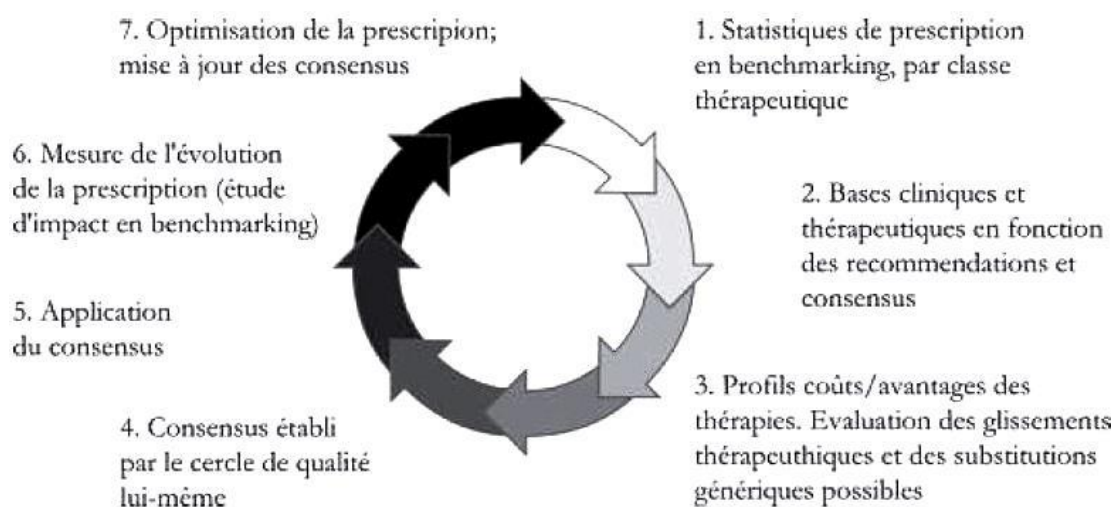 7. Optimisation de la prescripion;
mise à jour des consensus
1. Statistiques de prescription
en benchmarking, par classe
thérapeutique
6. Mesure de l'évolution
de la prescription (étude
d'impact en benchmarking)
2. Bases cliniques et
thérapeutiques en fonction
des recommendations et
consensus
5. Application
du consensus
3. Profils coûts/avantages des
thérapies. Evaluation des glissements
thérapeuthiques et des substitutions
génériques possibles
4. Consensus établi
par le cercle de qualité
lui-même